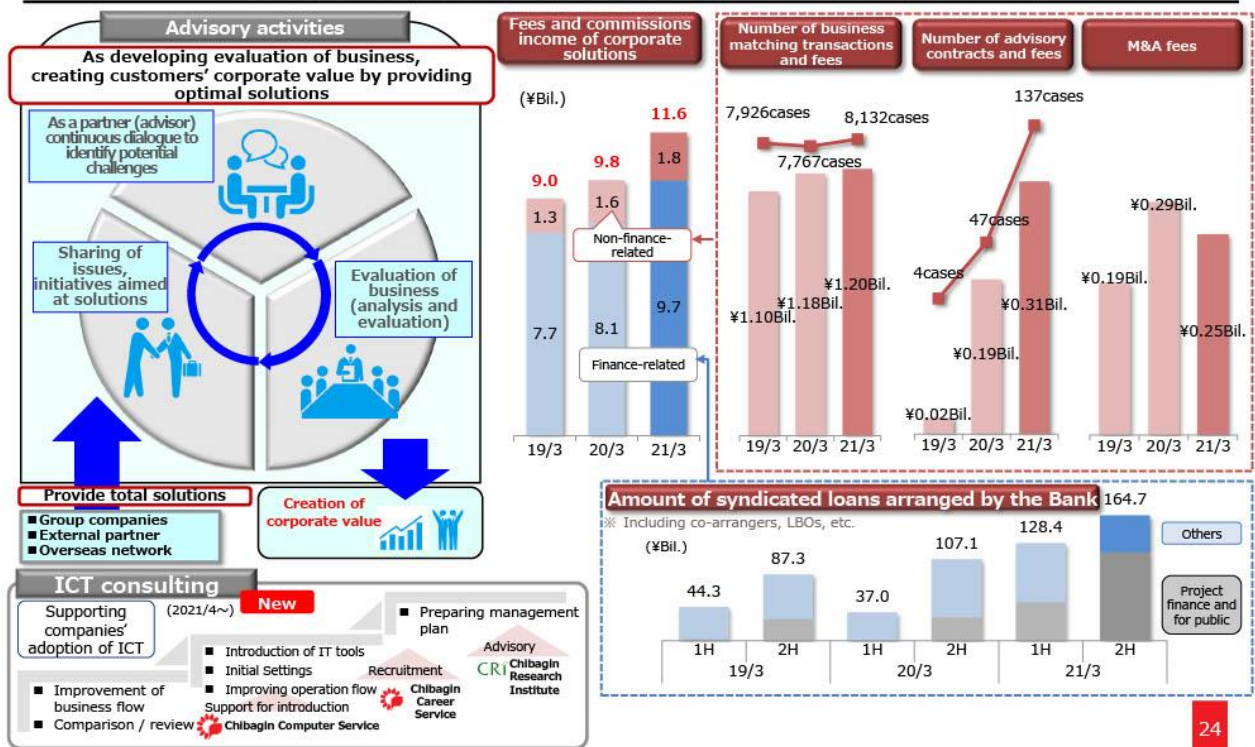 Advisory activities
As developing evaluation of business,
creating customers' corporate value by providing
optimal solutions
As a partner (advisor)
continuous dialogue to
identify potential
challenges
Sharing of
issues,
initiatives aimed
at solutions
Evaluation of
business
(analysis and
evaluation)
Provide total solutions
■ Group companies
■ External partner
■ Overseas network
Creation of
corporate value
ICT consulting
Supporting
companies'
adoption of ICT
(2021/4~)
New
■ Improvement of
business flow
■ Comparison / review
■ Introduction of IT tools
■ Initial Settings
■ Improving operation flow
Support for introduction
Chibagin Computer Service
Recruitment
Chibagin
Career
Service
■ Preparing management
plan
Advisory
CRI Chibagin
Research
Institute
Fees and commissions
income of corporate
solutions
(¥Bil.)
9.0
9.8
11.6
1.3
1.6
1.8
Non-finance-
related
7.7
8.1
9.7
Finance-related
19/3
20/3
21/3
Number of business
matching transactions
and fees
7,926cases
7,767cases
8,132cases
¥1.10Bil.
¥1.18Bil.
¥1.20Bil.
19/3
20/3
21/3
Number of advisory
contracts and fees
4cases
47cases
137cases
¥0.02Bil.
¥0.19Bil.
¥0.31Bil.
19/3
20/3
21/3
M&A fees
¥0.19Bil.
¥0.29Bil.
¥0.25Bil.
19/3
20/3
21/3
Amount of syndicated loans arranged by the Bank
※ Including co-arrangers, LBOs, etc.
(¥Bil.)
44.3
87.3
37.0
107.1
128.4
164.7
Others
Project
finance and
for public
1H
2H
1H
2H
1H
2H
19/3
20/3
21/3
24